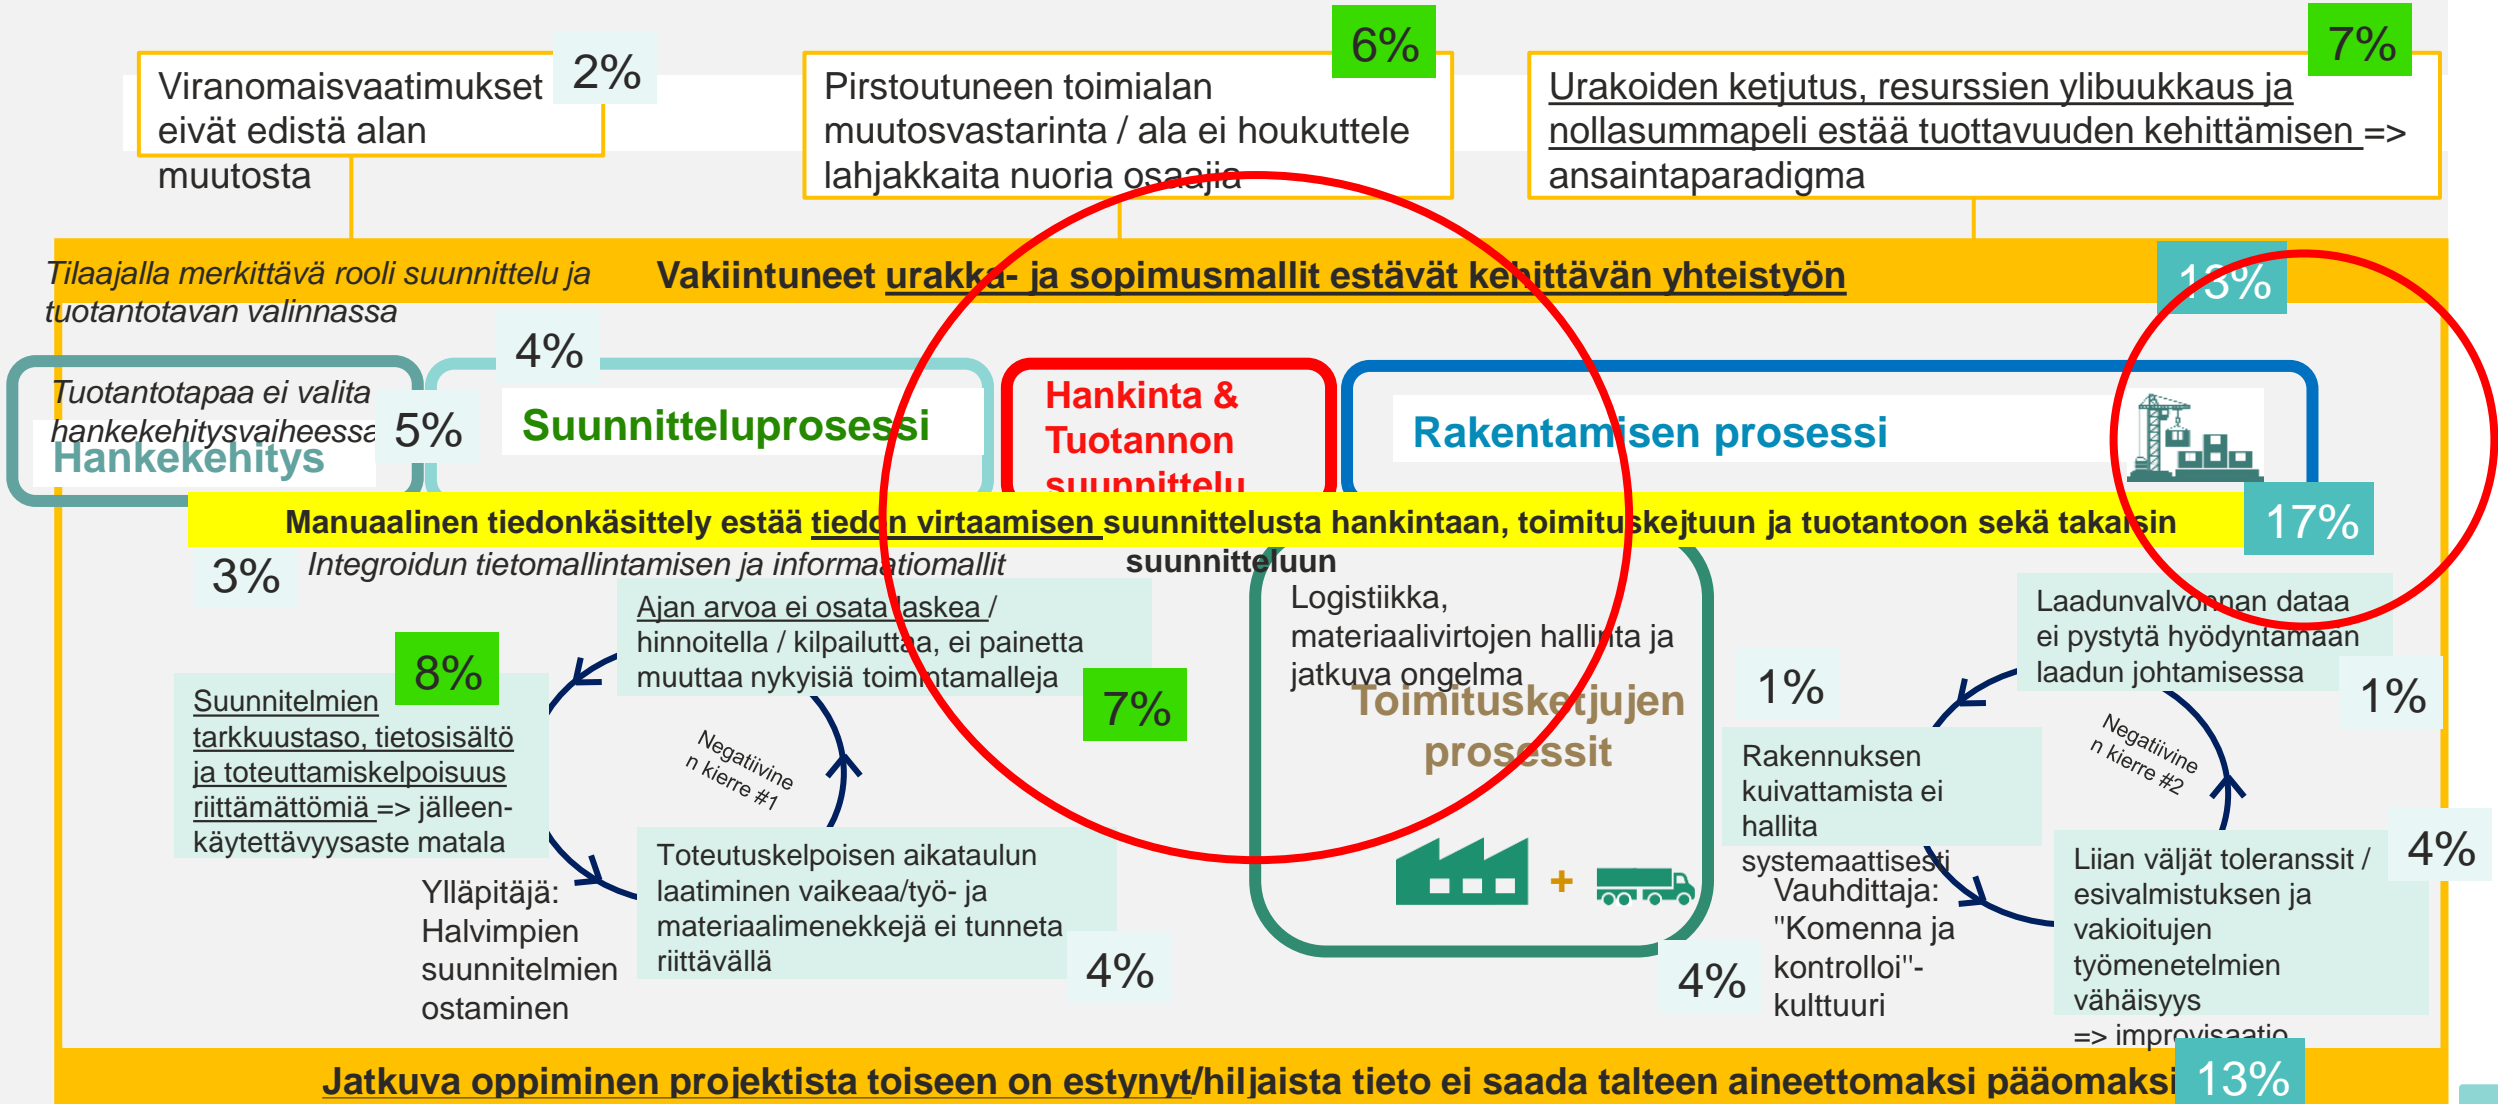 6%
7%
2%
Viranomaisvaatimukset
eivät edistä alan
muutosta
Pirstoutuneen toimialan
muutosvastarinta / ala ei houkuttele
lahjakkaita nuoria osaajia
Urakoiden ketjutus, resurssien ylibuukkaus ja
nollasummapeli estää tuottavuuden kehittämisen =>
ansaintaparadigma
Tilaajalla merkittävä rooli suunnittelu ja
tuotantotavan valinnassa
Vakiintuneet urakka- ja sopimusmallit estävät kehittävän yhteistyön
13%
4%
Tuotantotapaa ei valita
hankekehitysvaiheessa
Hankekehitys
5%
Suunnitteluprosessi
Hankinta &
Tuotannon
suunnittelu
Rakentamisen prosessi
Manuaalinen tiedonkäsittely estää tiedon virtaamisen suunnittelusta hankintaan, toimituskejtuun ja tuotantoon sekä takaisin
suunnitteluun
17%
3%
Integroidun tietomallintamisen ja informaatiomallit
Ajan arvoa ei osata laskea /
hinnoitella / kilpailuttaa, ei painetta
muuttaa nykyisiä toimintamalleja
7%
8%
Suunnitelmien
tarkkuustaso, tietosisältö
ja toteuttamiskelpoisuus
riittämättömiä => jälleen-
käytettävyysaste matala
Negatiivine
n kierre #1
Toteutuskelpoisen aikataulun
laatiminen vaikeaa/työ- ja
materiaalimenekkejä ei tunneta
riittävällä
4%
Ylläpitäjä:
Halvimpien
suunnitelmien
ostaminen
Logistiikka,
materiaalivirtojen hallinta ja
jatkuva ongelma
Toimitusketjujen
prosessit
+
4%
Laadunvalvonnan dataa
ei pystytä hyödyntämään
laadun johtamisessa
1%
1%
Rakennuksen
kuivattamista ei
hallita
systemaattisesti
Negatiivine
n kierre #2
Vauhdittaja:
"Komenna ja
kontrolloi"-
kulttuuri
4%
Liian väljät toleranssit /
esivalmistuksen ja
vakioitujen
työmenetelmien
vähäisyys
=> improvisaatio
Jatkuva oppiminen projektista toiseen on estynyt/hiljaista tieto ei saada talteen aineettomaksi pääomaksi
13%